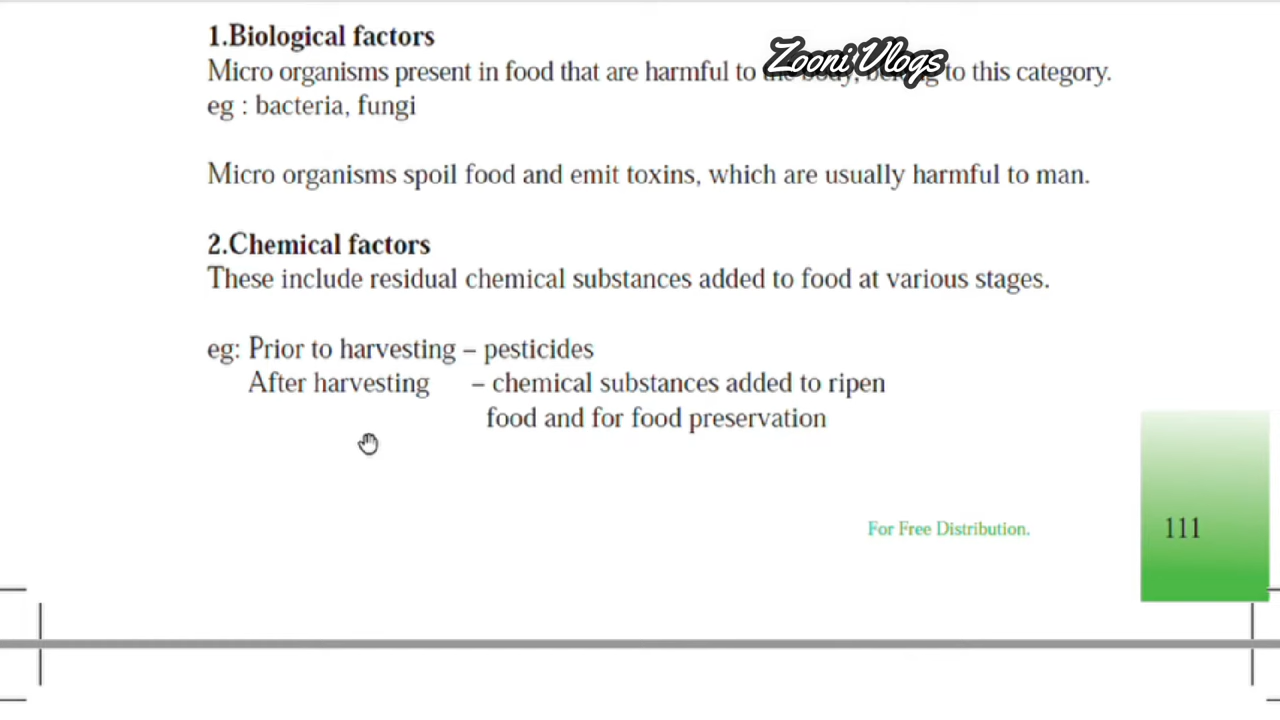 1.Biological factors
Zooni Vlogs
Micro organisms present in food that are harmful to the body, belong to this category.
eg : bacteria, fungi
Micro organisms spoil food and emit toxins, which are usually harmful to man.
2.Chemical factors
These include residual chemical substances added to food at various stages.
eg: Prior to harvesting – pesticides
After harvesting – chemical substances added to ripen
food and for food preservation
For Free Distribution.
111